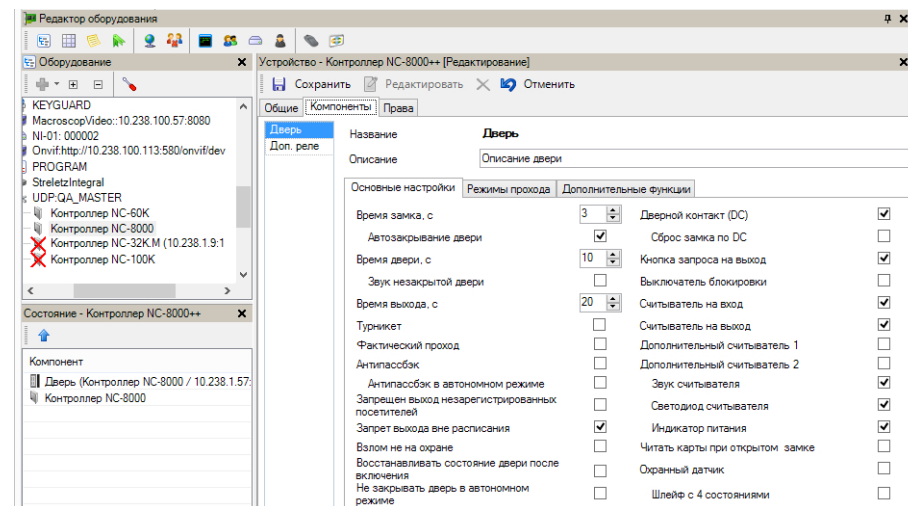 Редактор оборудования
Оборудование
KEYGUARD
MacroscopVideo::10.238.100.57:8080
NI-01: 000002
Onvif:http://10.238.100.113:580/onvif/dev
PROGRAM
StreletzIntegral
UDP:QA_MASTER
Контроллер NC-60K
Контроллер NC-8000
Контроллер NC-32K.M (10.238.1.9:1
Контроллер NC-100K
Состояние - Контроллер NC-8000++
Компонент
Дверь (Контроллер NC-8000 / 10.238.1.57:
Контроллер NC-8000
Устройство - Контроллер NC-8000++ [Редактирование]
Сохранить Редактировать Отменить
Общие Компоненты Права
Дверь
Доп. реле
Название Дверь
Описание Описание двери
Основные настройки Режимы прохода Дополнительные функции
Время замка, с 3 Дверной контакт (DC)
Автозакрывание двери Сброс замка по DC
Время двери, с 10 Кнопка запроса на выход
Звук незакрытой двери Выключатель блокировки
Время выхода, с 20 Считыватель на вход
Турникет Считыватель на выход
Фактический проход Дополнительный считыватель 1
Антипассбэк Дополнительный считыватель 2
Антипассбэк в автономном режиме Звук считывателя
Запрещен выход незарегистрированных
посетителей Светодиод считывателя
Запрет выхода вне расписания Индикатор питания
Взлом не на охране Читать карты при открытом замке
Восстанавливать состояние двери после
включения Охранный датчик
Не закрывать дверь в автономном
режиме Шлейф с 4 состояниями